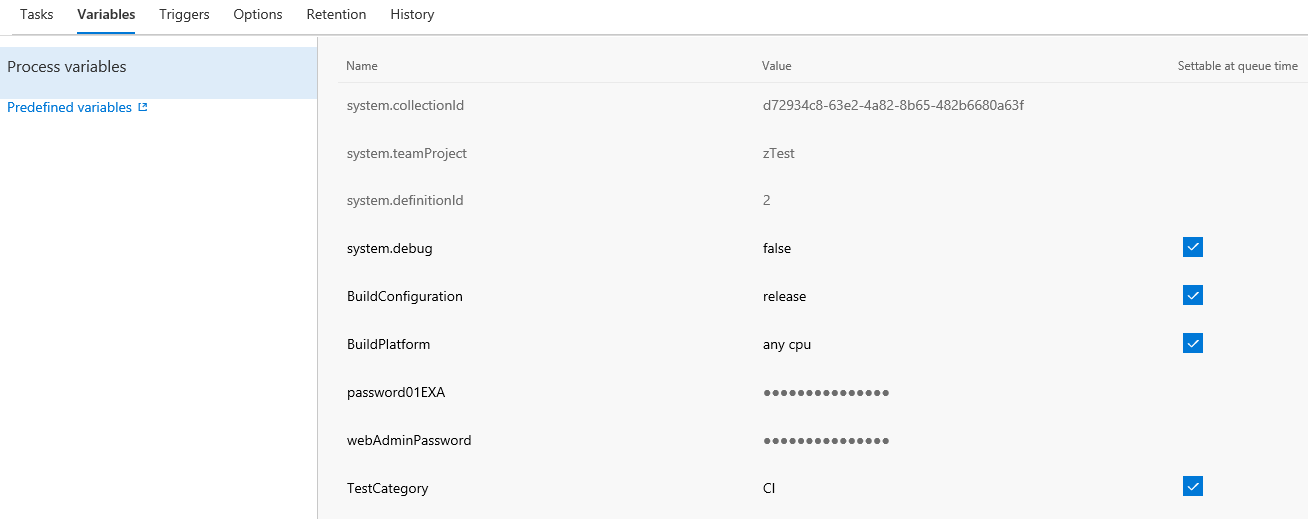 Tasks Variables Triggers Options Retention History
Process variables
Predefined variables
Name Value Settable at queue time
system.collectionId d72934c8-63e2-4a82-8b65-482b6680a63f
system.teamProject zTest
system.definitionId 2
system.debug false
BuildConfiguration release
BuildPlatform any cpu
password01EXA ●●●●●●●●●●●●●●●
webAdminPassword ●●●●●●●●●●●●●●●
TestCategory CI